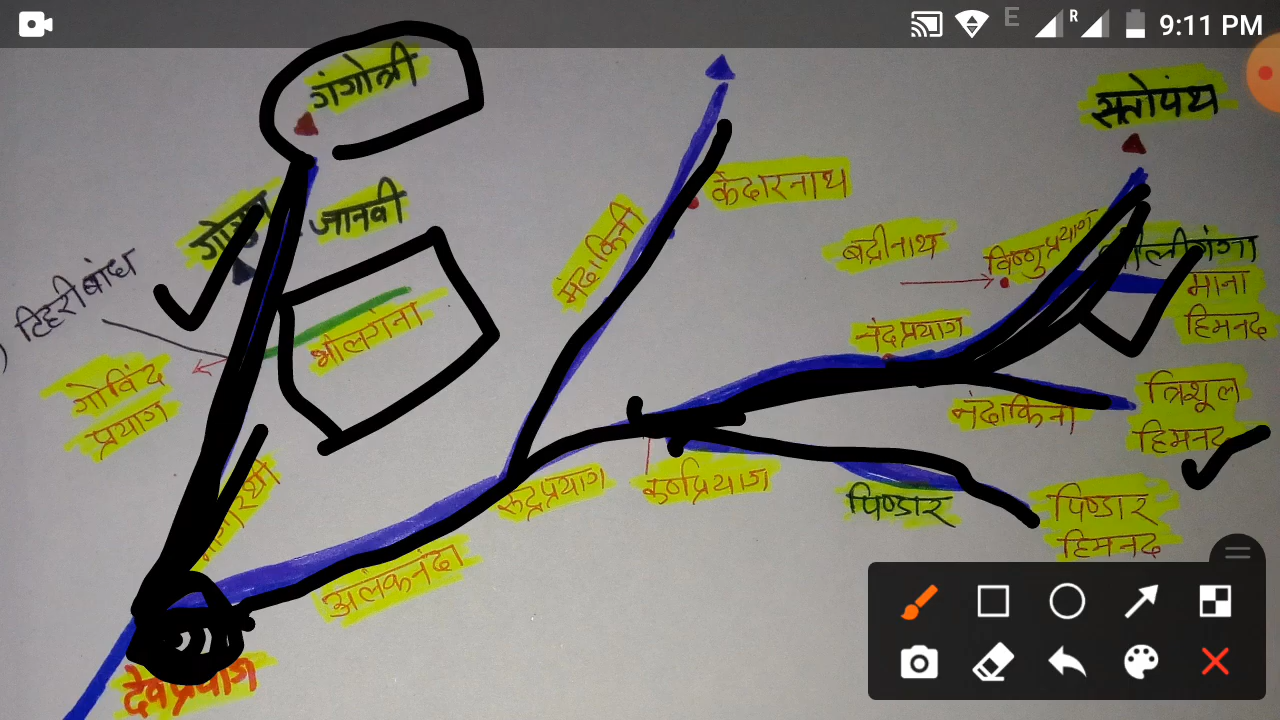 E R 9:11 PM
गंगोत्री
सतोपंथ
जानवी
केदारनाथ
मंदाकिनी
बद्रीनाथ
विष्णुप्रयाग
माना
हिमनद
) टिहरी बांध
भीलगंना
गोविंद
प्रयाग
नंदप्रयाग
नंदाकिनी
त्रिशूल
हिमनद
रूद्रप्रयाग
कर्णप्रयाग
पिण्डार
पिण्डार
हिमनद
अलकनंदा
देवप्रयाग